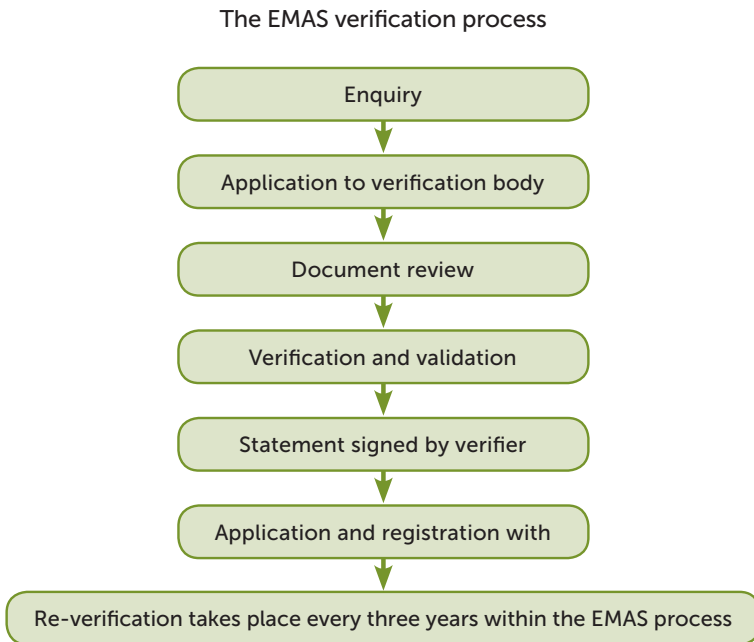 The EMAS verification process
Enquiry
Application to verification body
Document review
Verification and validation
Statement signed by verifier
Application and registration with
Re-verification takes place every three years within the EMAS process